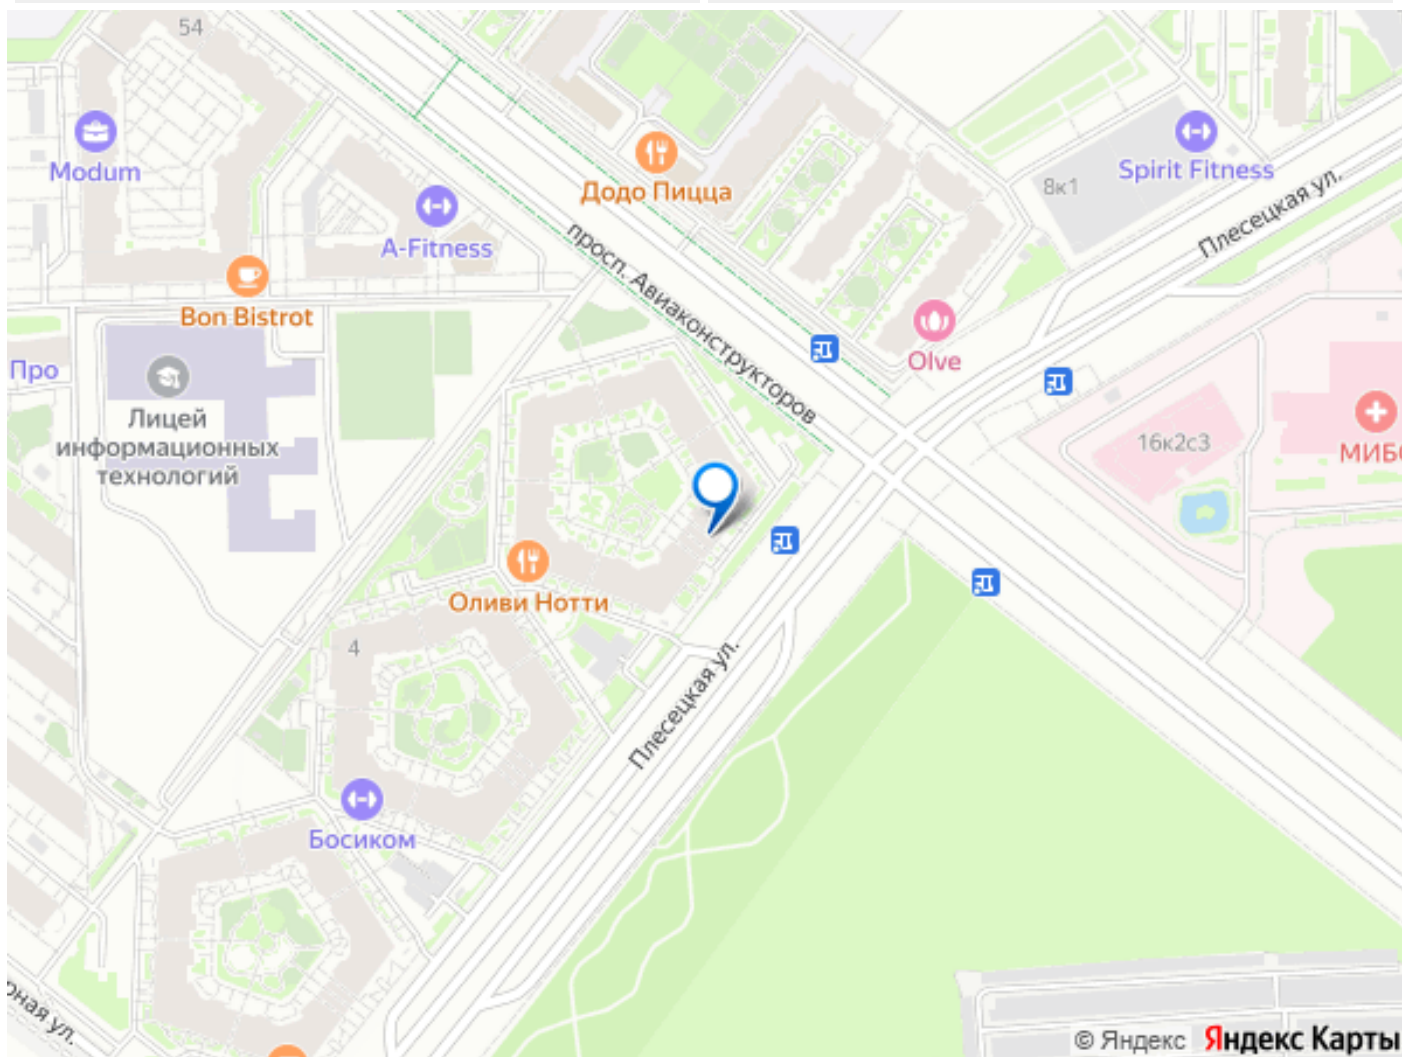 54
Modum
Додо Пицца
Spirit Fitness
8к1
A-Fitness
Плесецкая ул.
просп. Авиаконструкторов
Bon Bistrot
Olve
Про
Лицей
информационных
технологий
16к2с3
Оливи Нотти
4
Плесецкая ул.
Босиком
© Яндекс Яндекс Карты